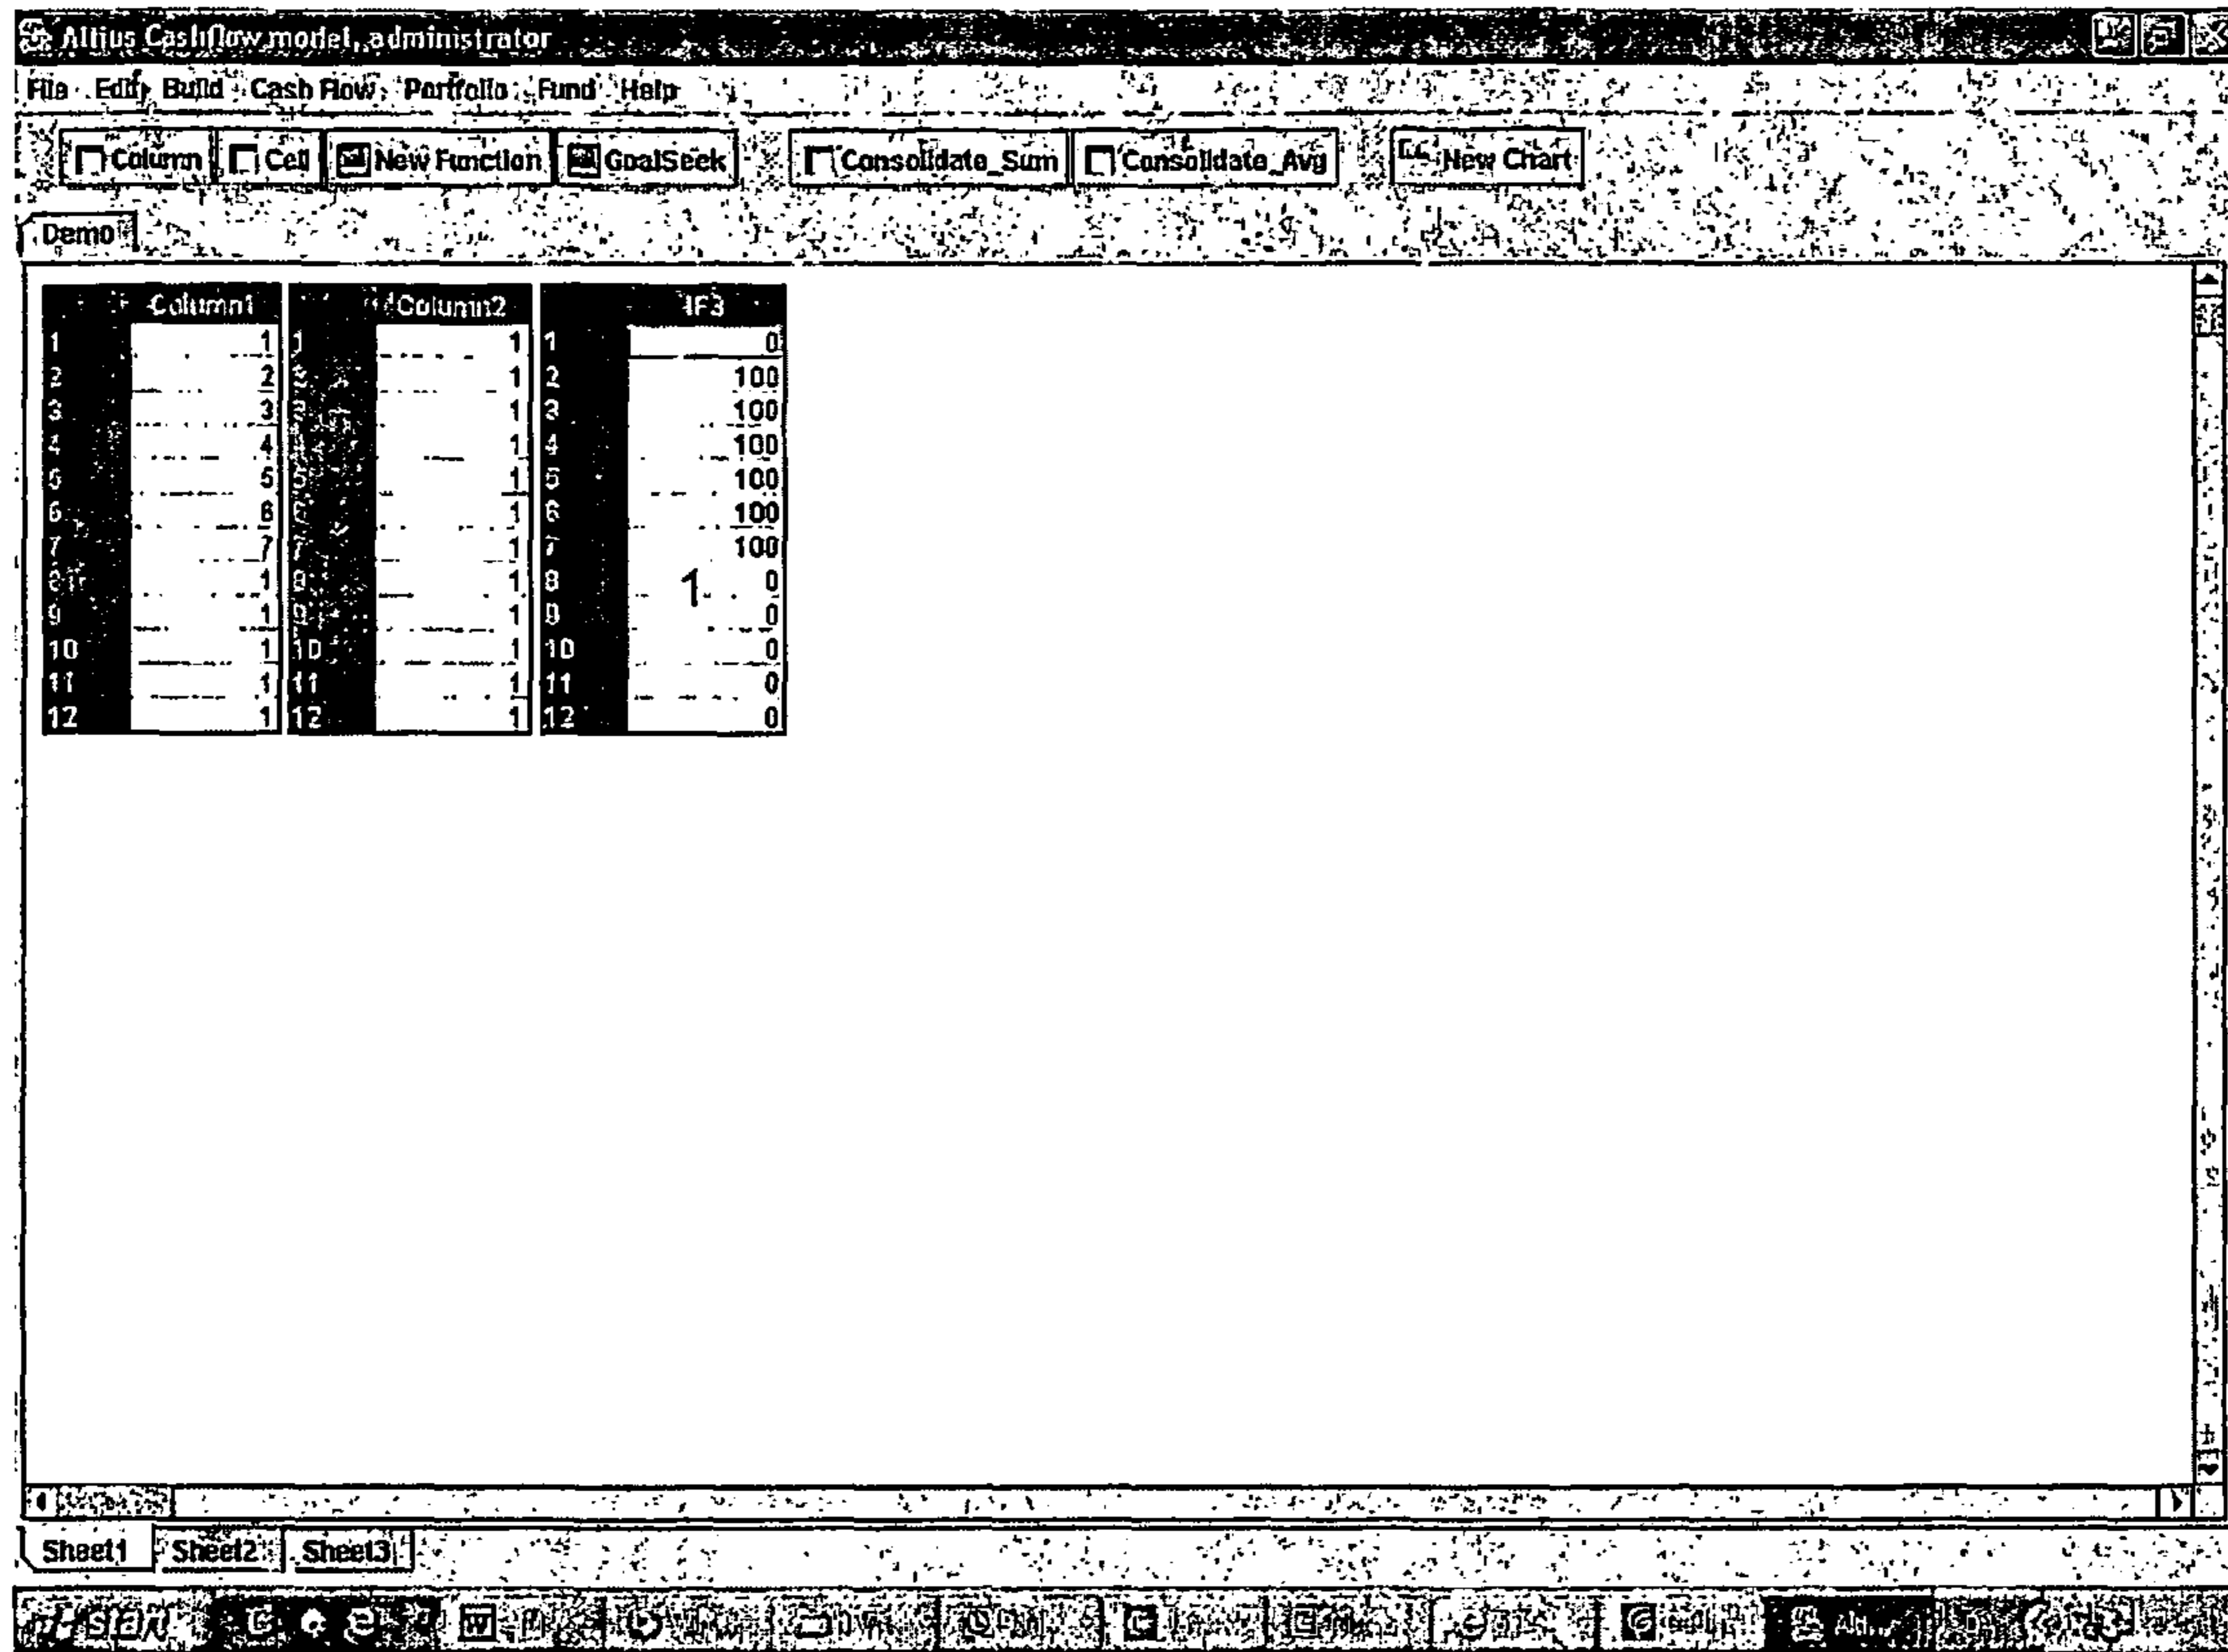 Altius Cashflow model, administrator
File Edit Build Cash Flow Portfolio Fund Help
Column Cell New Function GoalSeek Consolidate_Sum Consolidate_Avg New Chart
Demo
Column1 Column2 IF3
1 1 1 1 1 0
2 2 2 1 2 100
3 3 3 1 3 100
4 4 4 1 4 100
5 5 5 1 5 100
6 6 6 1 6 100
7 7 7 1 7 100
8 1 8 1 8 1 0
9 1 9 1 9 0
10 1 10 1 10 0
11 1 11 1 11 0
12 1 12 1 12 0
Sheet1 Sheet2 Sheet3
start